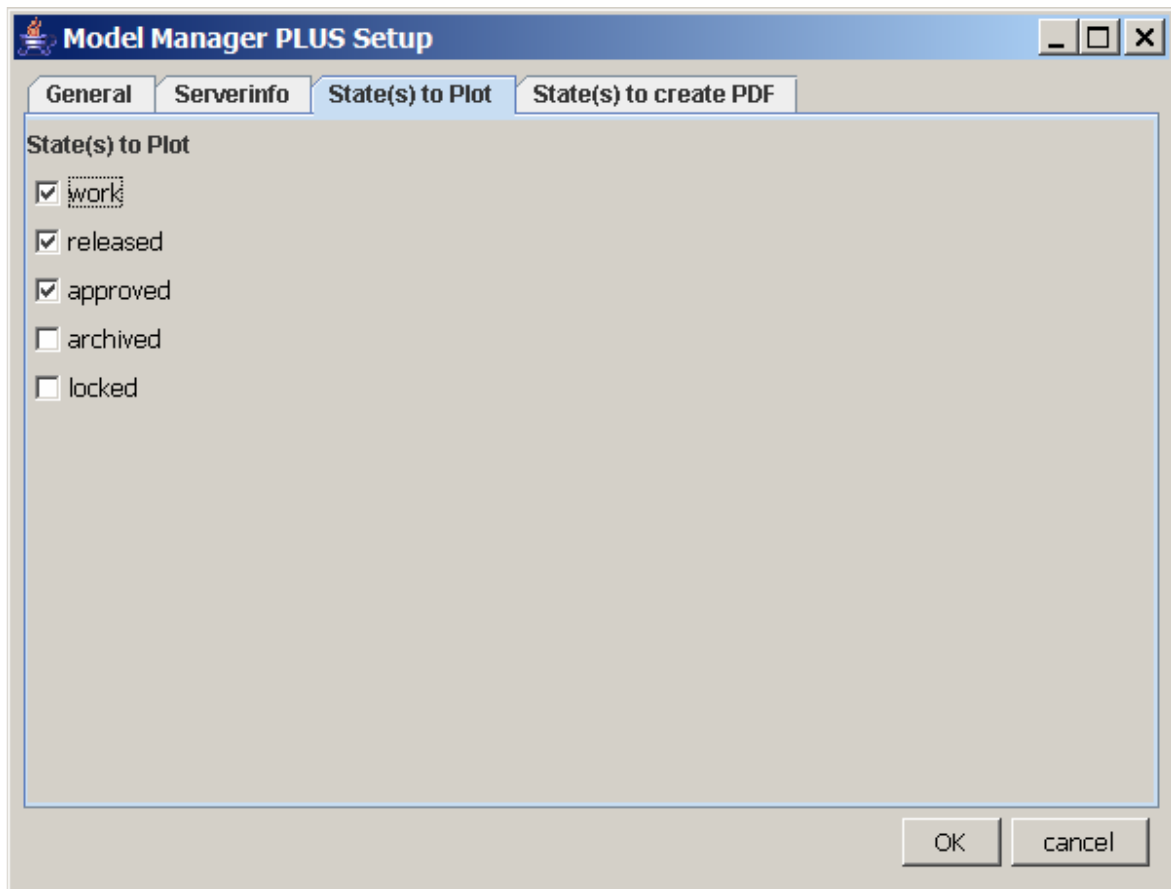 Model Manager PLUS Setup
General Serverinfo State(s) to Plot State(s) to create PDF
State(s) to Plot
work
released
approved
archived
locked
OK cancel